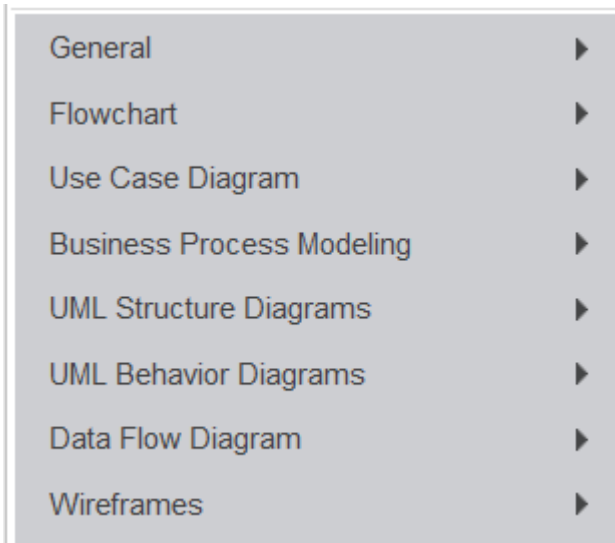 General
Flowchart
Use Case Diagram
Business Process Modeling
UML Structure Diagrams
UML Behavior Diagrams
Data Flow Diagram
Wireframes